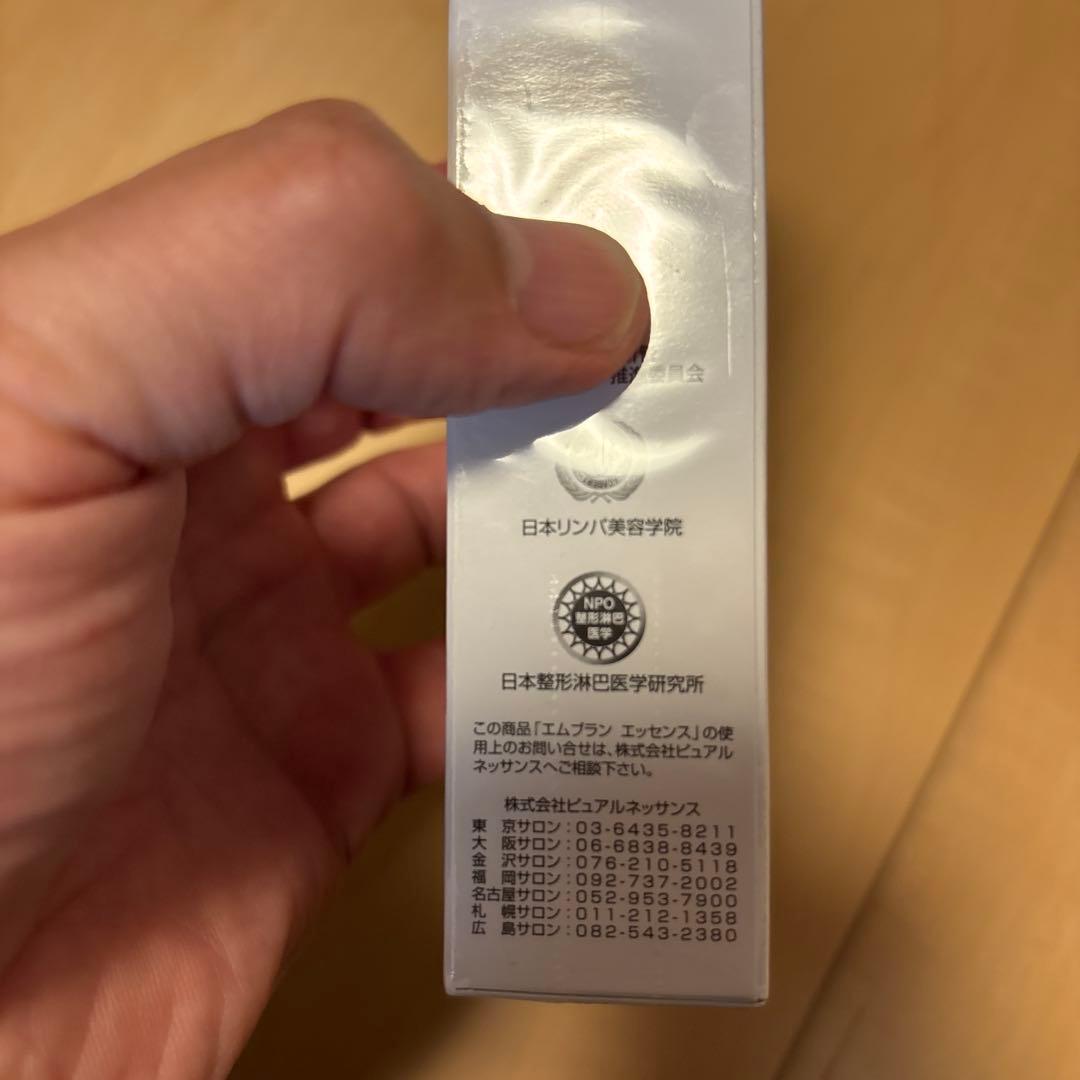 推進委員会
日本リンパ美容学院
NPO
整形淋巴
医学
日本整形淋巴医学研究所
この商品「エムブラン エッセンス」の使
用上のお問い合せは、株式会社ピュアル
ネッサンスへご相談下さい。
株式会社ピュアルネッサンス
東 京サロン:03-6435-8211
大 阪サロン:06-6838-8439
金 沢サロン:076-210-5118
福 岡サロン:092-737-2002
名古屋サロン:052-953-7900
札 幌サロン:011-212-1358
広 島サロン:082-543-2380